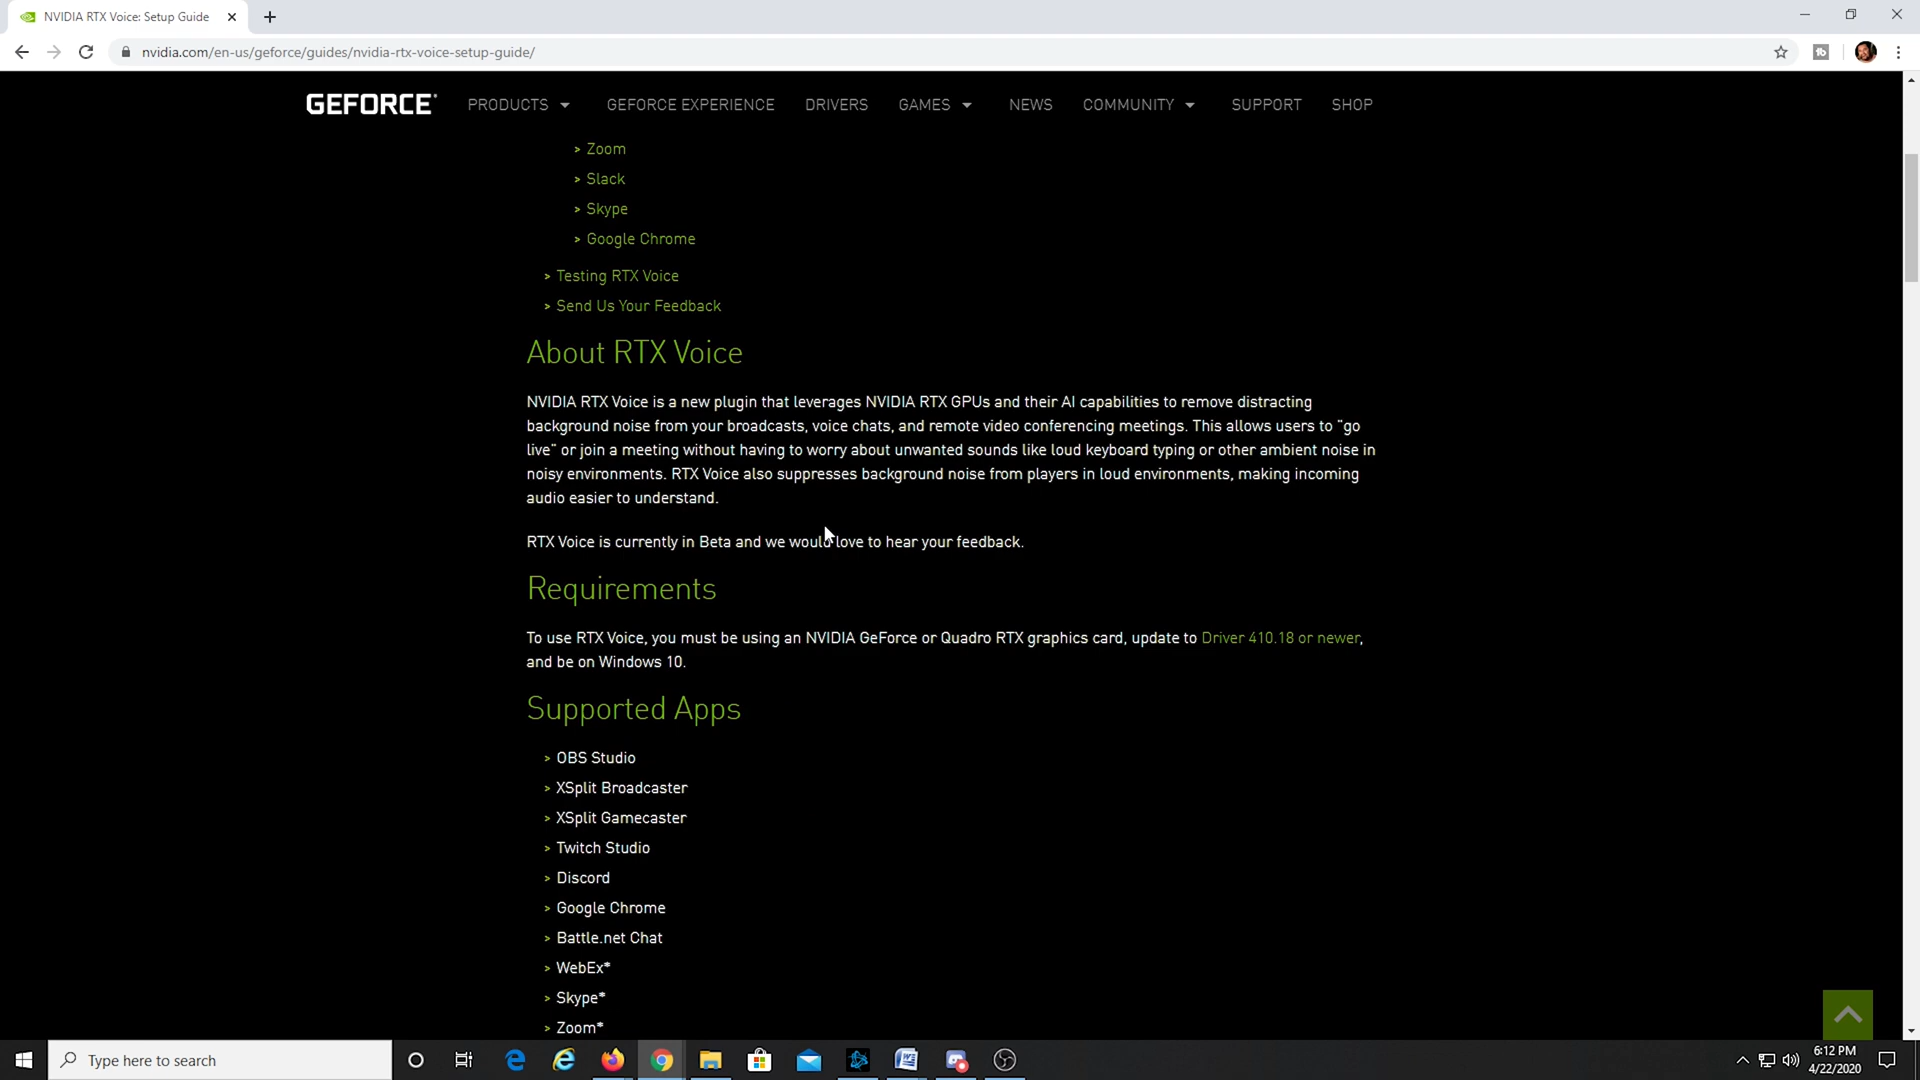 NVIDIA RTX Voice: Setup Guide
nvidia.com/en-us/geforce/guides/nvidia-rtx-voice-setup-guide/
GEFORCE PRODUCTS GEFORCE EXPERIENCE DRIVERS GAMES NEWS COMMUNITY SUPPORT SHOP
> Zoom
> Slack
> Skype
> Google Chrome
> Testing RTX Voice
> Send Us Your Feedback
About RTX Voice
NVIDIA RTX Voice is a new plugin that leverages NVIDIA RTX GPUs and their AI capabilities to remove distracting
background noise from your broadcasts, voice chats, and remote video conferencing meetings. This allows users to “go
live” or join a meeting without having to worry about unwanted sounds like loud keyboard typing or other ambient noise in
noisy environments. RTX Voice also suppresses background noise from players in loud environments, making incoming
audio easier to understand.
RTX Voice is currently in Beta and we would love to hear your feedback.
Requirements
To use RTX Voice, you must be using an NVIDIA GeForce or Quadro RTX graphics card, update to Driver 410.18 or newer,
and be on Windows 10.
Supported Apps
> OBS Studio
> XSplit Broadcaster
> XSplit Gamecaster
> Twitch Studio
> Discord
> Google Chrome
> Battle.net Chat
> WebEx*
> Skype*
> Zoom*
Type here to search
6:12 PM
4/22/2020